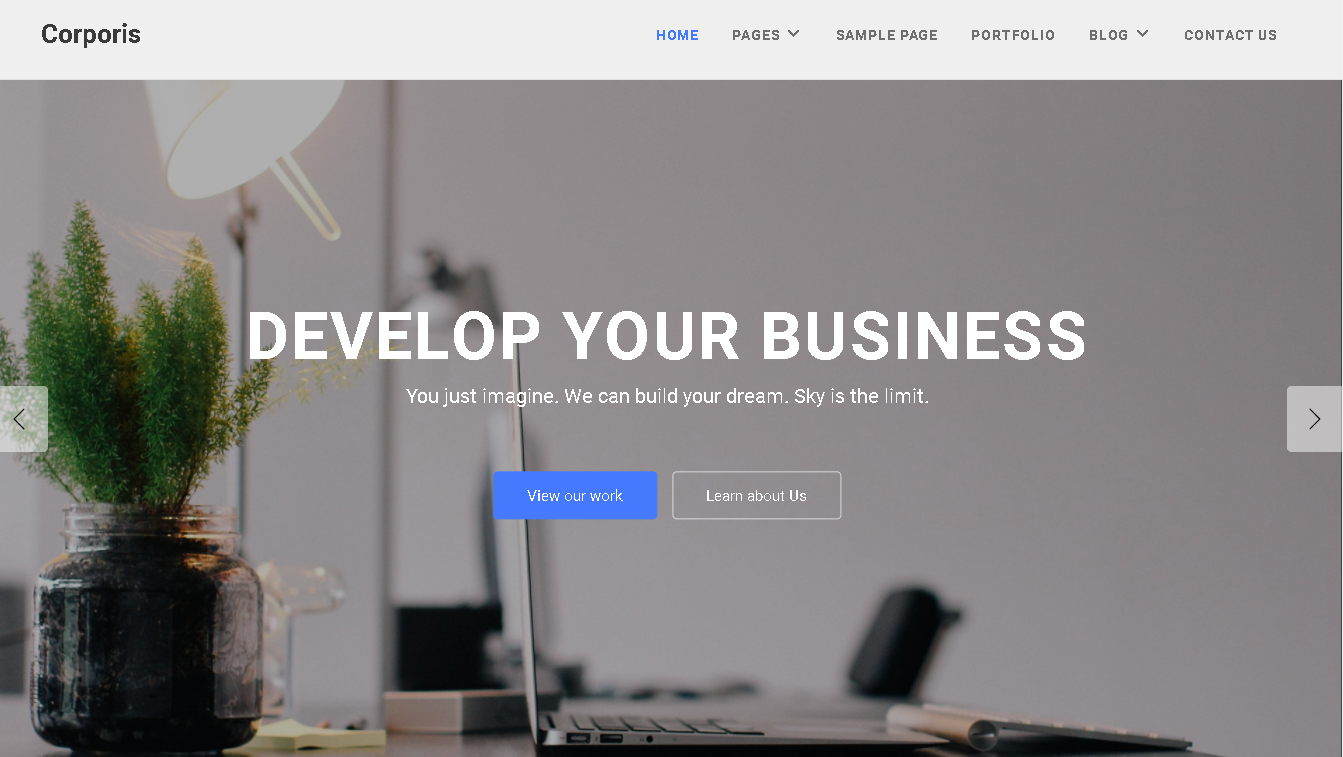 Corporis
HOME PAGES SAMPLE PAGE PORTFOLIO BLOG CONTACT US
DEVELOP YOUR BUSINESS
You just imagine. We can build your dream. Sky is the limit.
View our work Learn about Us